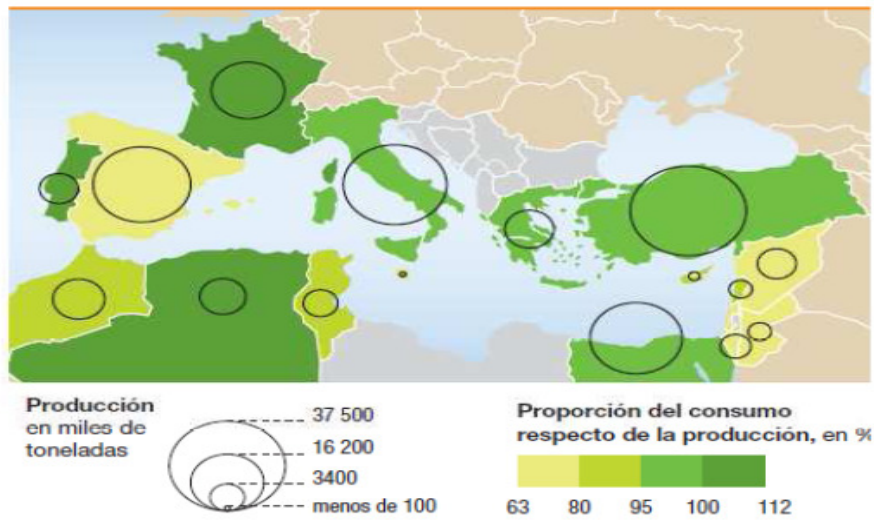 Producción
en miles de
toneladas
37 500
16 200
3400
menos de 100
Proporción del consumo
respecto de la producción, en %
63 80 95 100 112